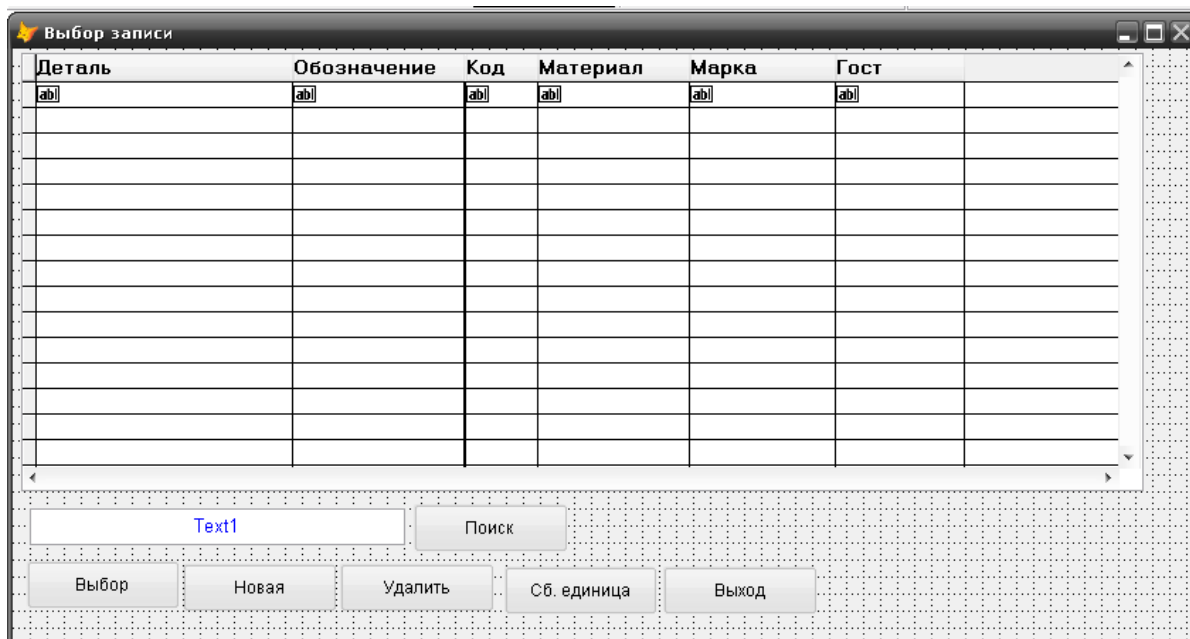 Выбор записи
Деталь Обозначение Код Материал Марка Гост
abl abl abl abl abl abl
Text1 Поиск
Выбор Новая Удалить Сб. единица Выход